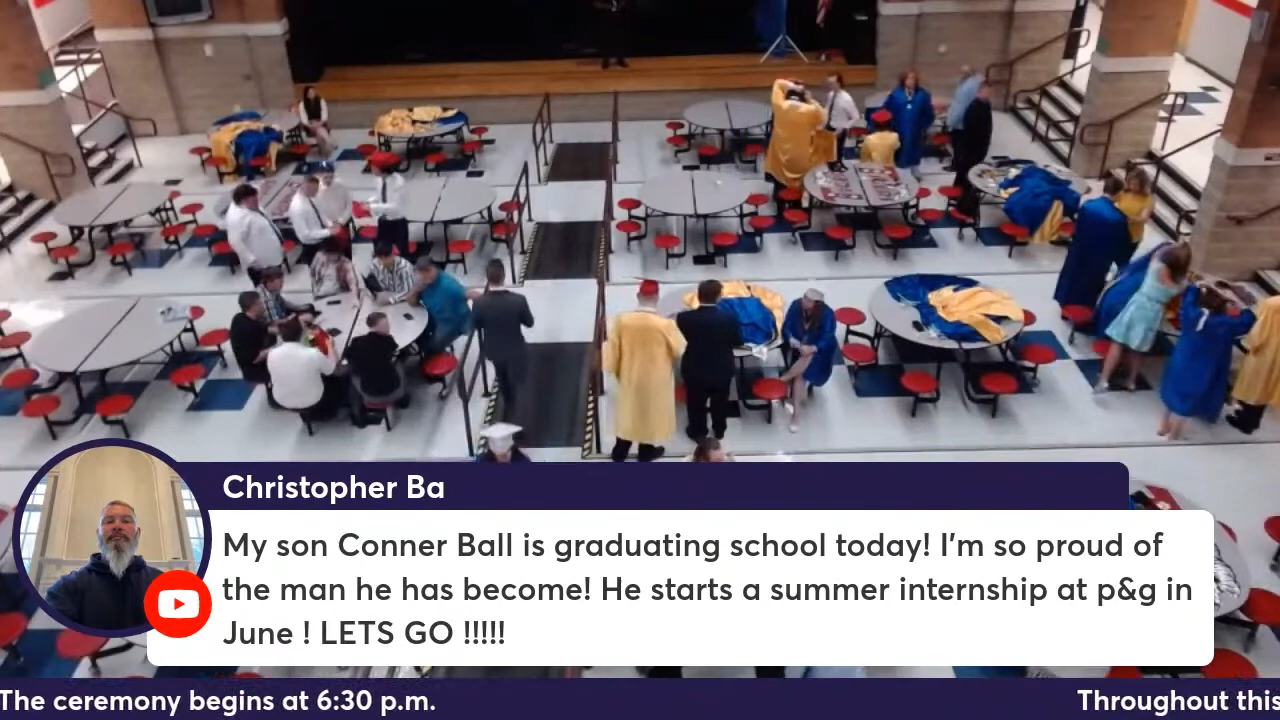 Christopher Ba
My son Conner Ball is graduating school today! I'm so proud of
the man he has become! He starts a summer internship at p&g in
June ! LETS GO !!!!!
The ceremony begins at 6:30 p.m.
Throughout this